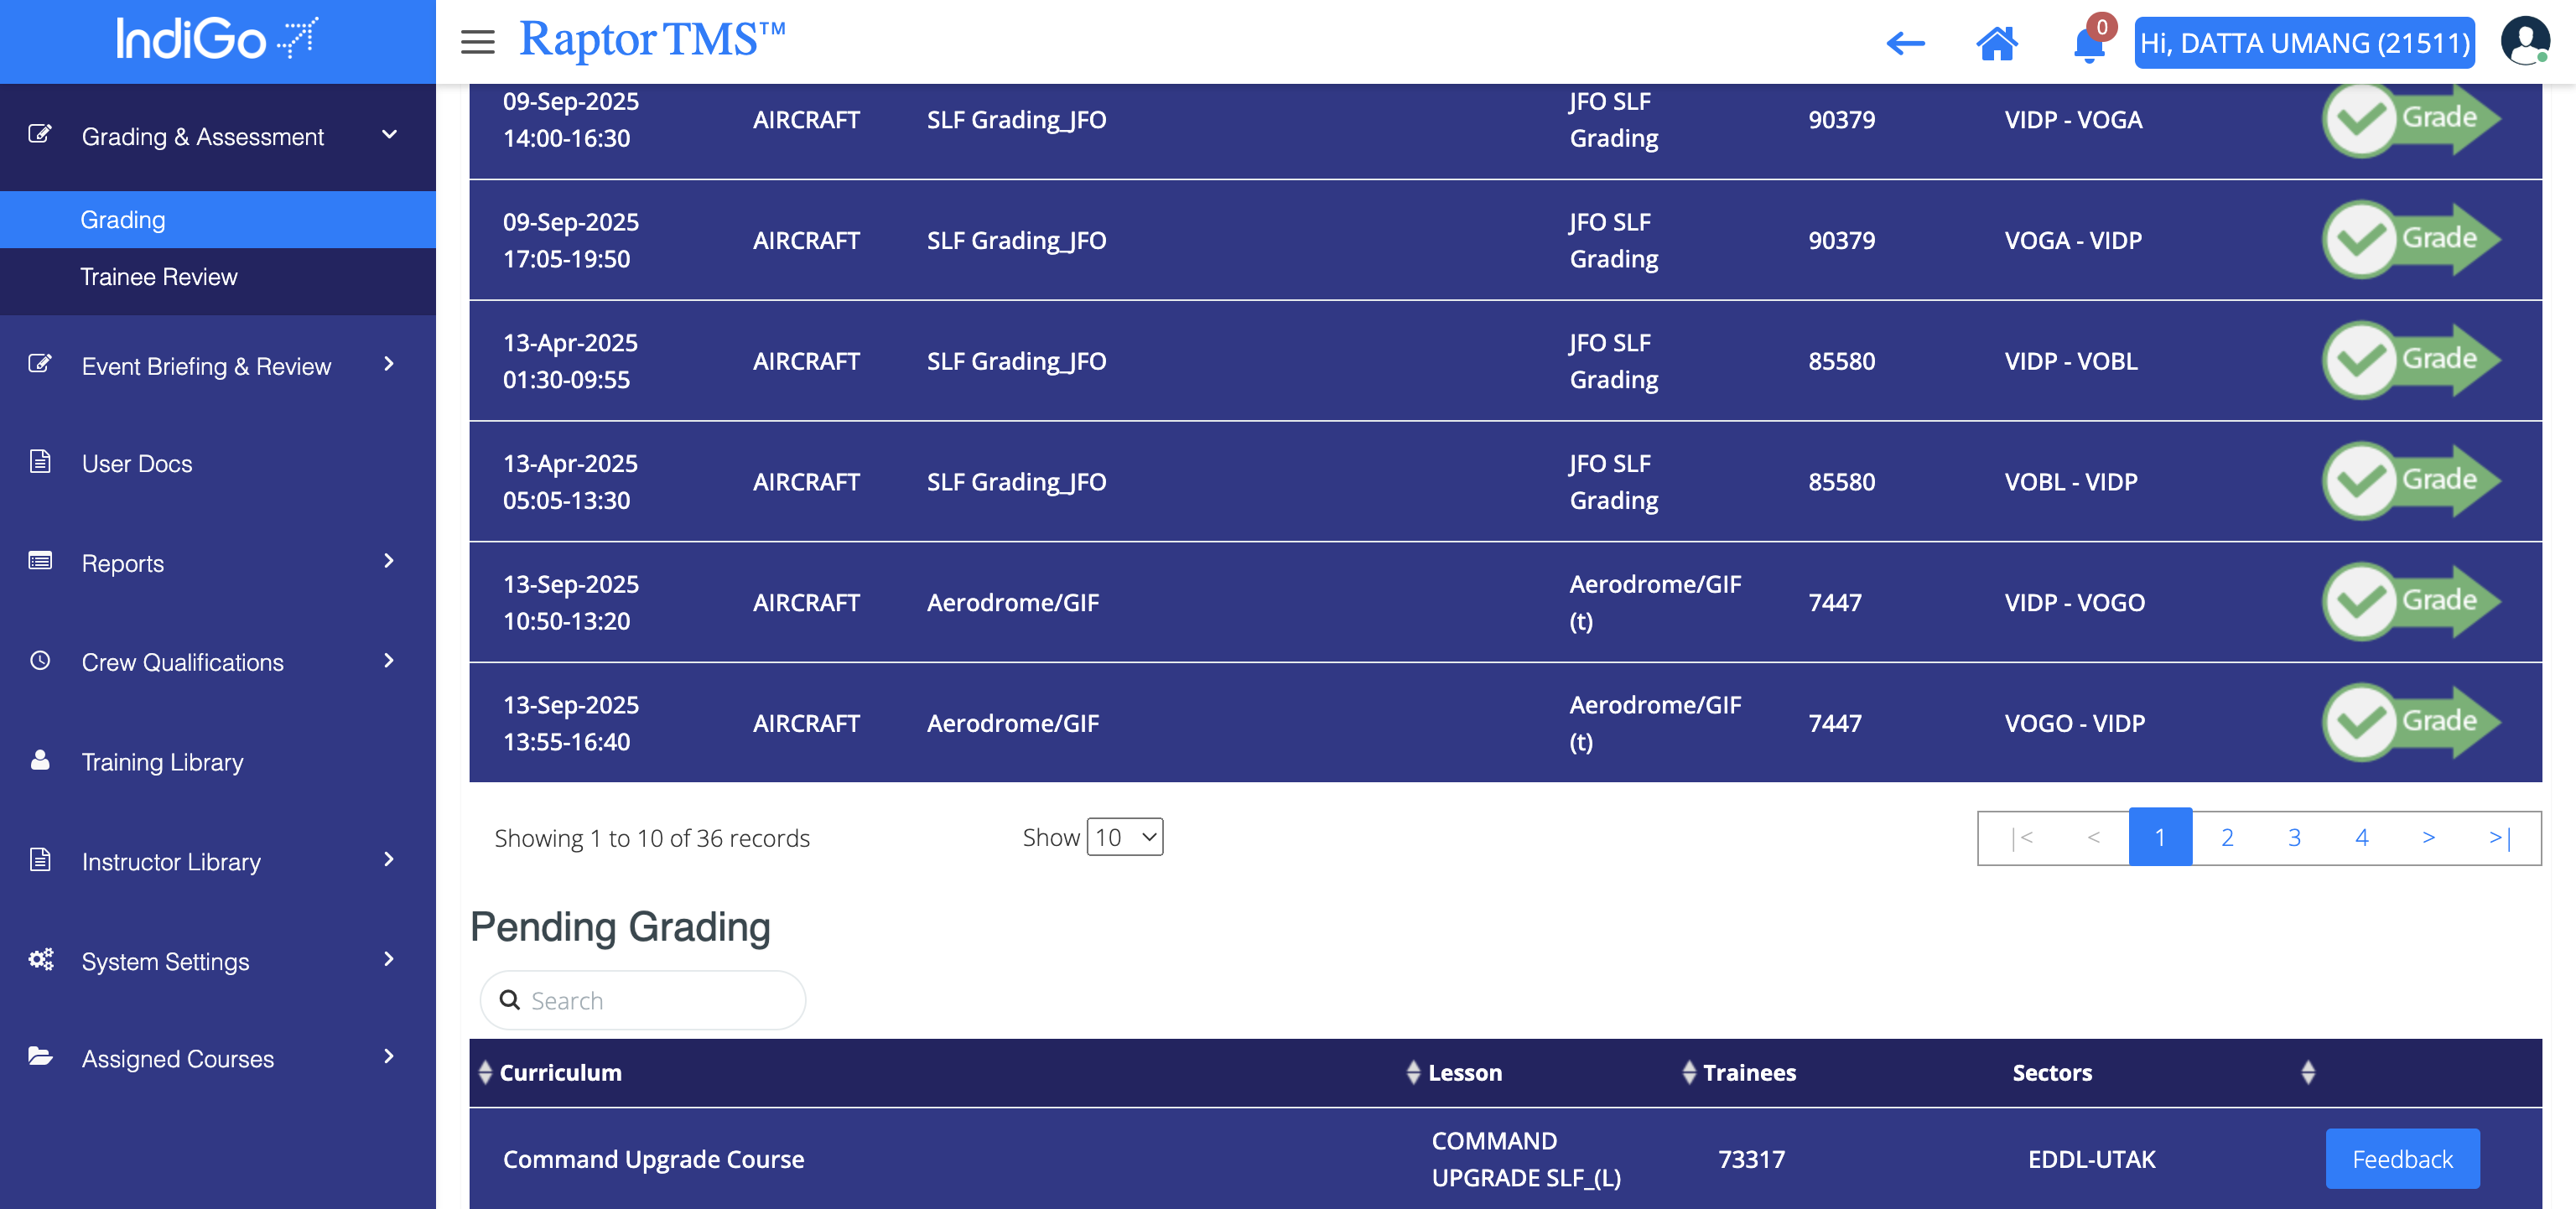 IndiGo
Raptor TMS™
0
Hi, DATTA UMANG (21511)
Grading & Assessment
Grading
Trainee Review
Event Briefing & Review
User Docs
Reports
Crew Qualifications
Training Library
Instructor Library
System Settings
Assigned Courses
09-Sep-2025
14:00-16:30
AIRCRAFT
SLF Grading_JFO
JFO SLF
Grading
90379
VIDP - VOGA
Grade
09-Sep-2025
17:05-19:50
AIRCRAFT
SLF Grading_JFO
JFO SLF
Grading
90379
VOGA - VIDP
Grade
13-Apr-2025
01:30-09:55
AIRCRAFT
SLF Grading_JFO
JFO SLF
Grading
85580
VIDP - VOBL
Grade
13-Apr-2025
05:05-13:30
AIRCRAFT
SLF Grading_JFO
JFO SLF
Grading
85580
VOBL - VIDP
Grade
13-Sep-2025
10:50-13:20
AIRCRAFT
Aerodrome/GIF
Aerodrome/GIF
(t)
7447
VIDP - VOGO
Grade
13-Sep-2025
13:55-16:40
AIRCRAFT
Aerodrome/GIF
Aerodrome/GIF
(t)
7447
VOGO - VIDP
Grade
Showing 1 to 10 of 36 records
Show 10
|< < 1 2 3 4 > >|
Pending Grading
Search
Curriculum
Lesson
Trainees
Sectors
Command Upgrade Course
COMMAND
UPGRADE SLF_(L)
73317
EDDL-UTAK
Feedback